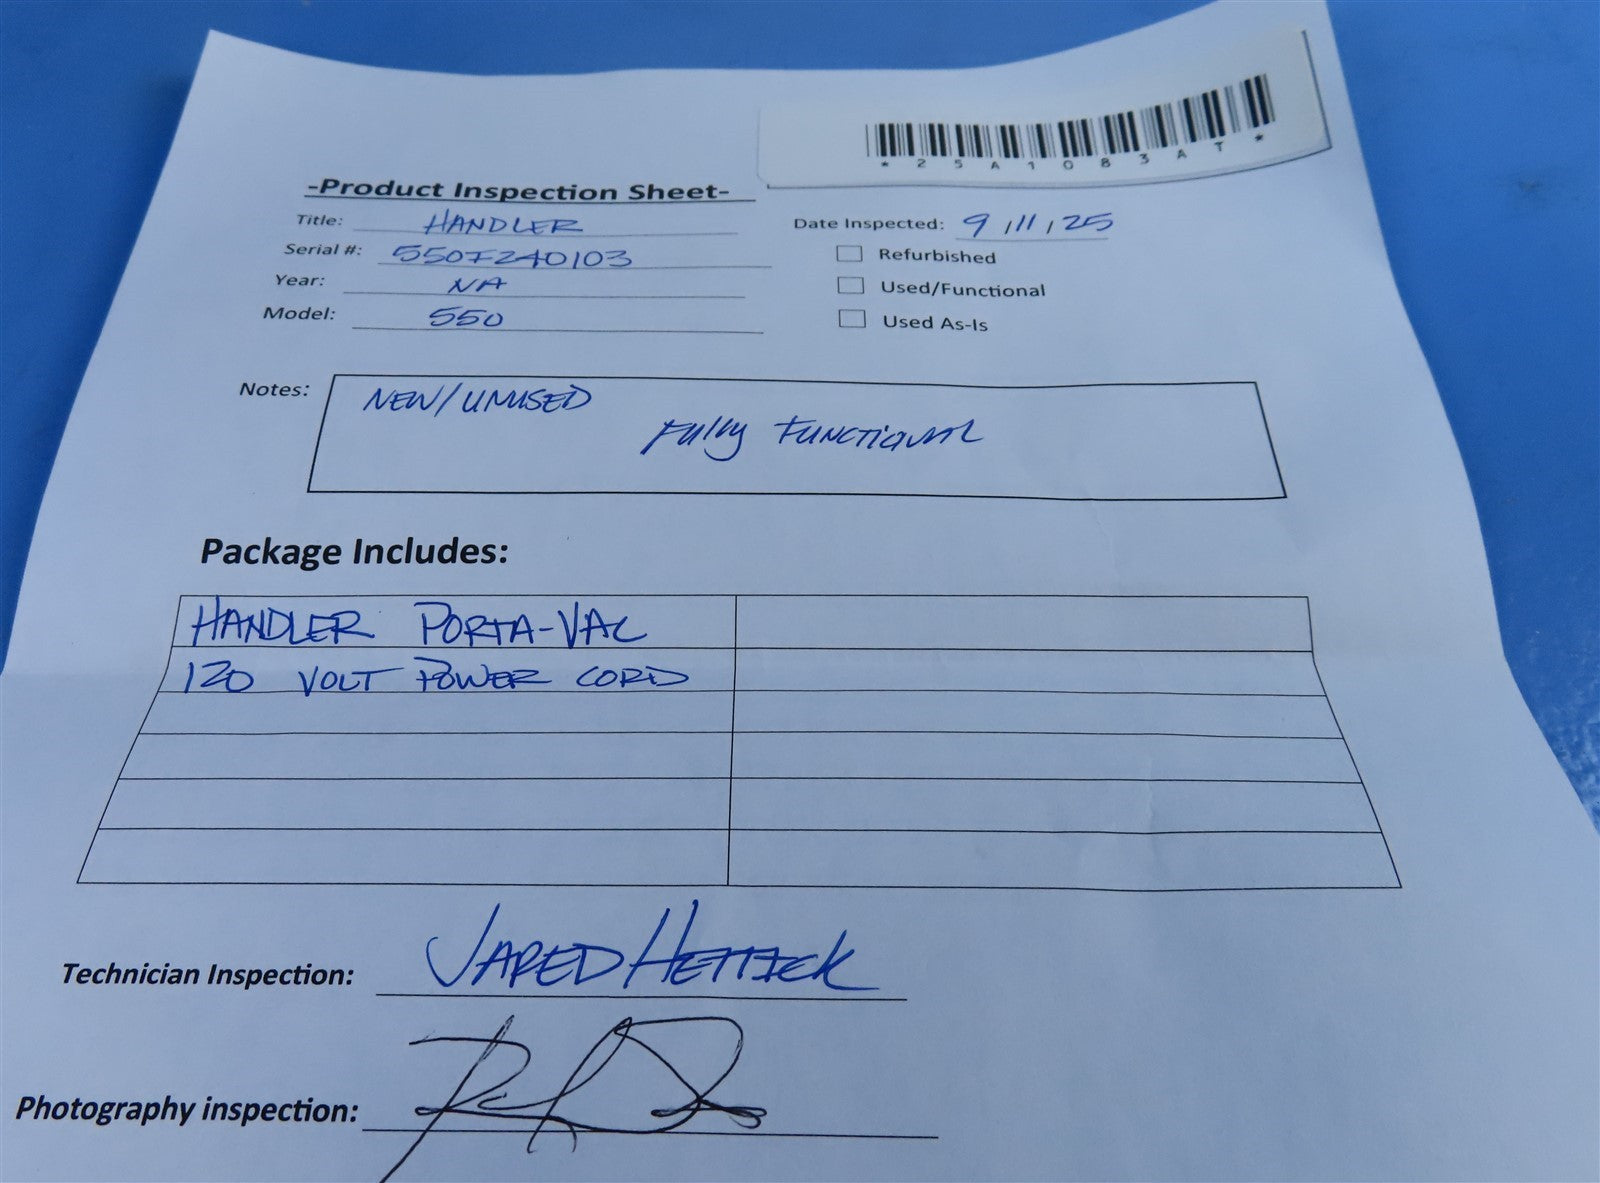 *25A1083AT*
-Product Inspection Sheet-
Title: HANDLER
Date Inspected: 9/11/25
Serial #: 550F240103
Refurbished
Year: NA
Used/Functional
Model: 550
Used As-Is
Notes: NEW/UNUSED
Fully Functional
Package Includes:
HANDLER PORTA-VAC
120 VOLT POWER CORD
Technician Inspection: JARED HETTICK
Photography inspection: